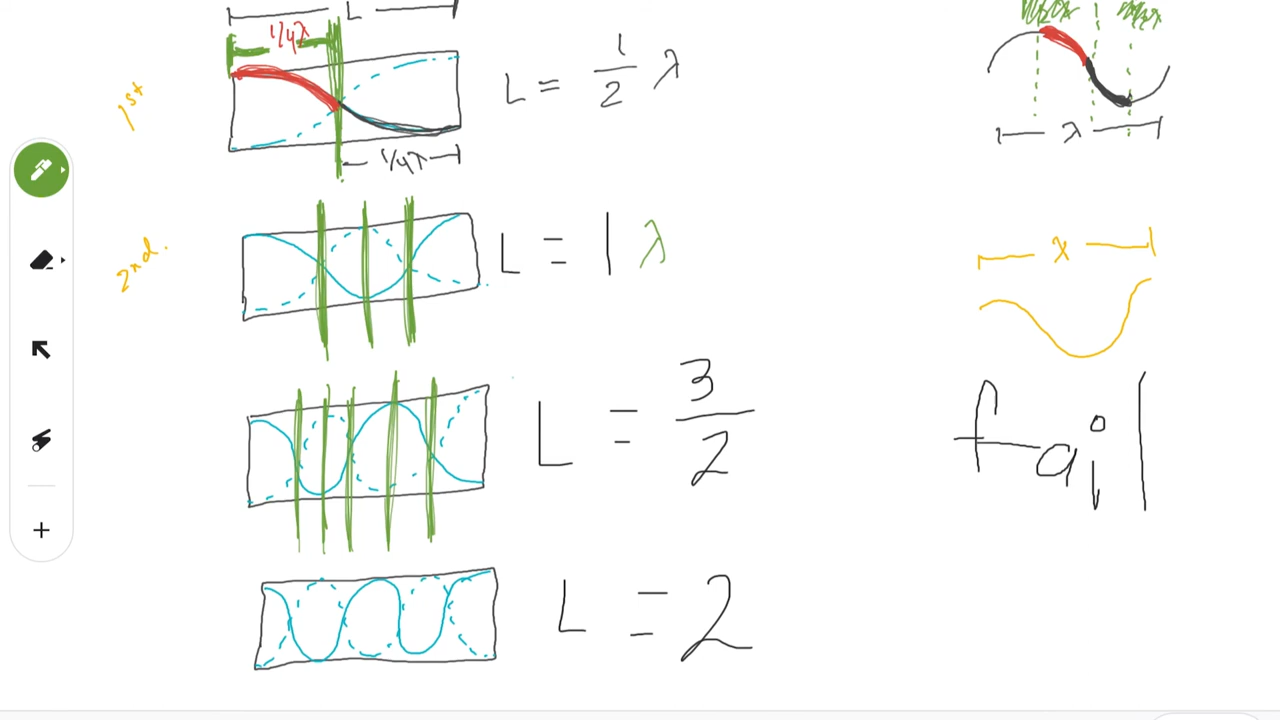 L
1/4λ
L = 1/2 λ
1st
1/4λ
λ
2nd.
L = 1 λ
λ
L = 3/2
fail
L = 2